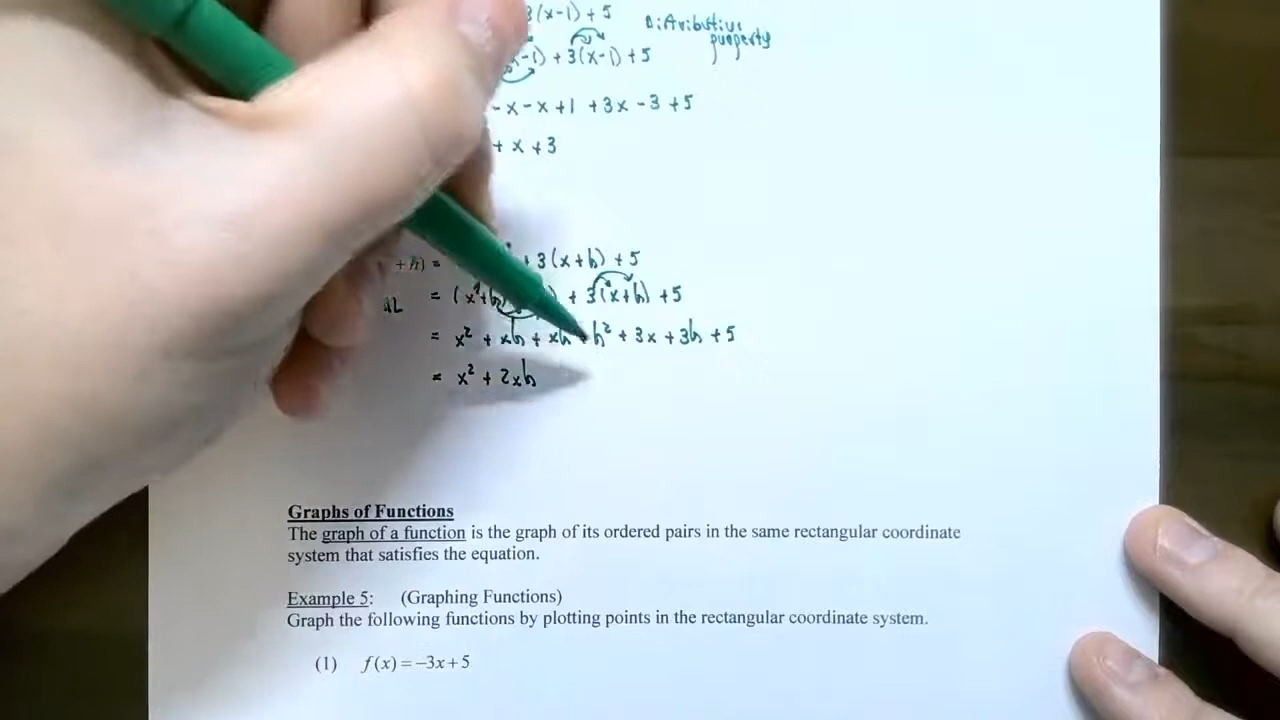 3(x-1) + 5 Distributive
property
x-1) + 3(x-1) + 5
- x - x + 1 + 3x - 3 + 5
+ x + 3
+ h) = + 3(x+h) + 5
= (x+h) ) + 3(x+h) + 5
= x² + xh + xh + h² + 3x + 3h + 5
= x² + 2xh
Graphs of Functions
The graph of a function is the graph of its ordered pairs in the same rectangular coordinate
system that satisfies the equation.
Example 5: (Graphing Functions)
Graph the following functions by plotting points in the rectangular coordinate system.
(1) f(x) = −3x + 5